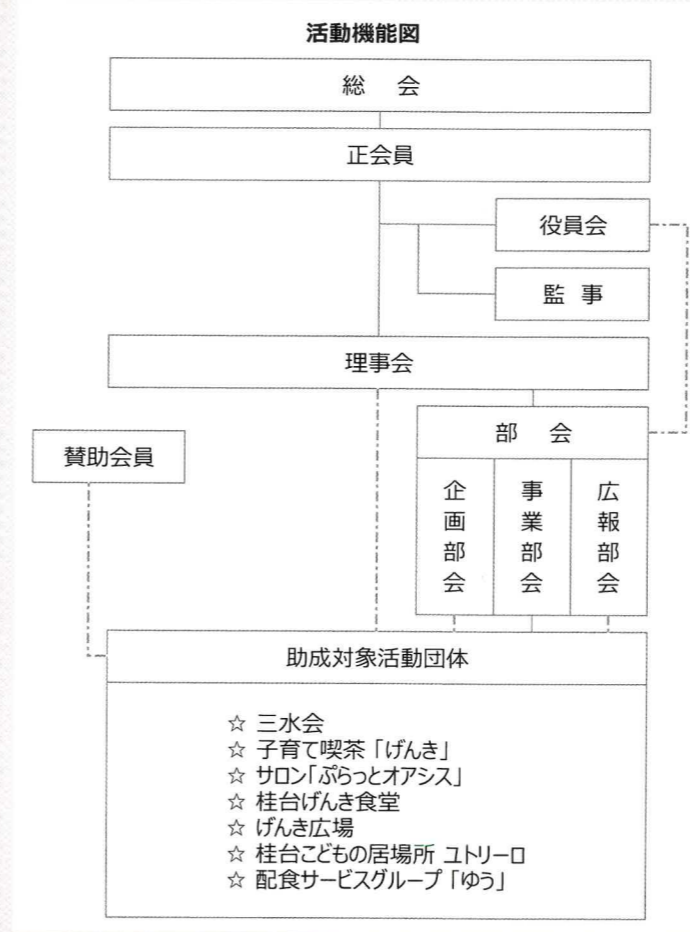 活動機能図
総　会
正会員
役員会
監　事
理事会
部　会
賛助会員
企画部会
事業部会
広報部会
助成対象活動団体
☆ 三水会
☆ 子育て喫茶「げんき」
☆ サロン「ぷらっとオアシス」
☆ 桂台げんき食堂
☆ げんき広場
☆ 桂台こどもの居場所 ユトリーロ
☆ 配食サービスグループ「ゆう」